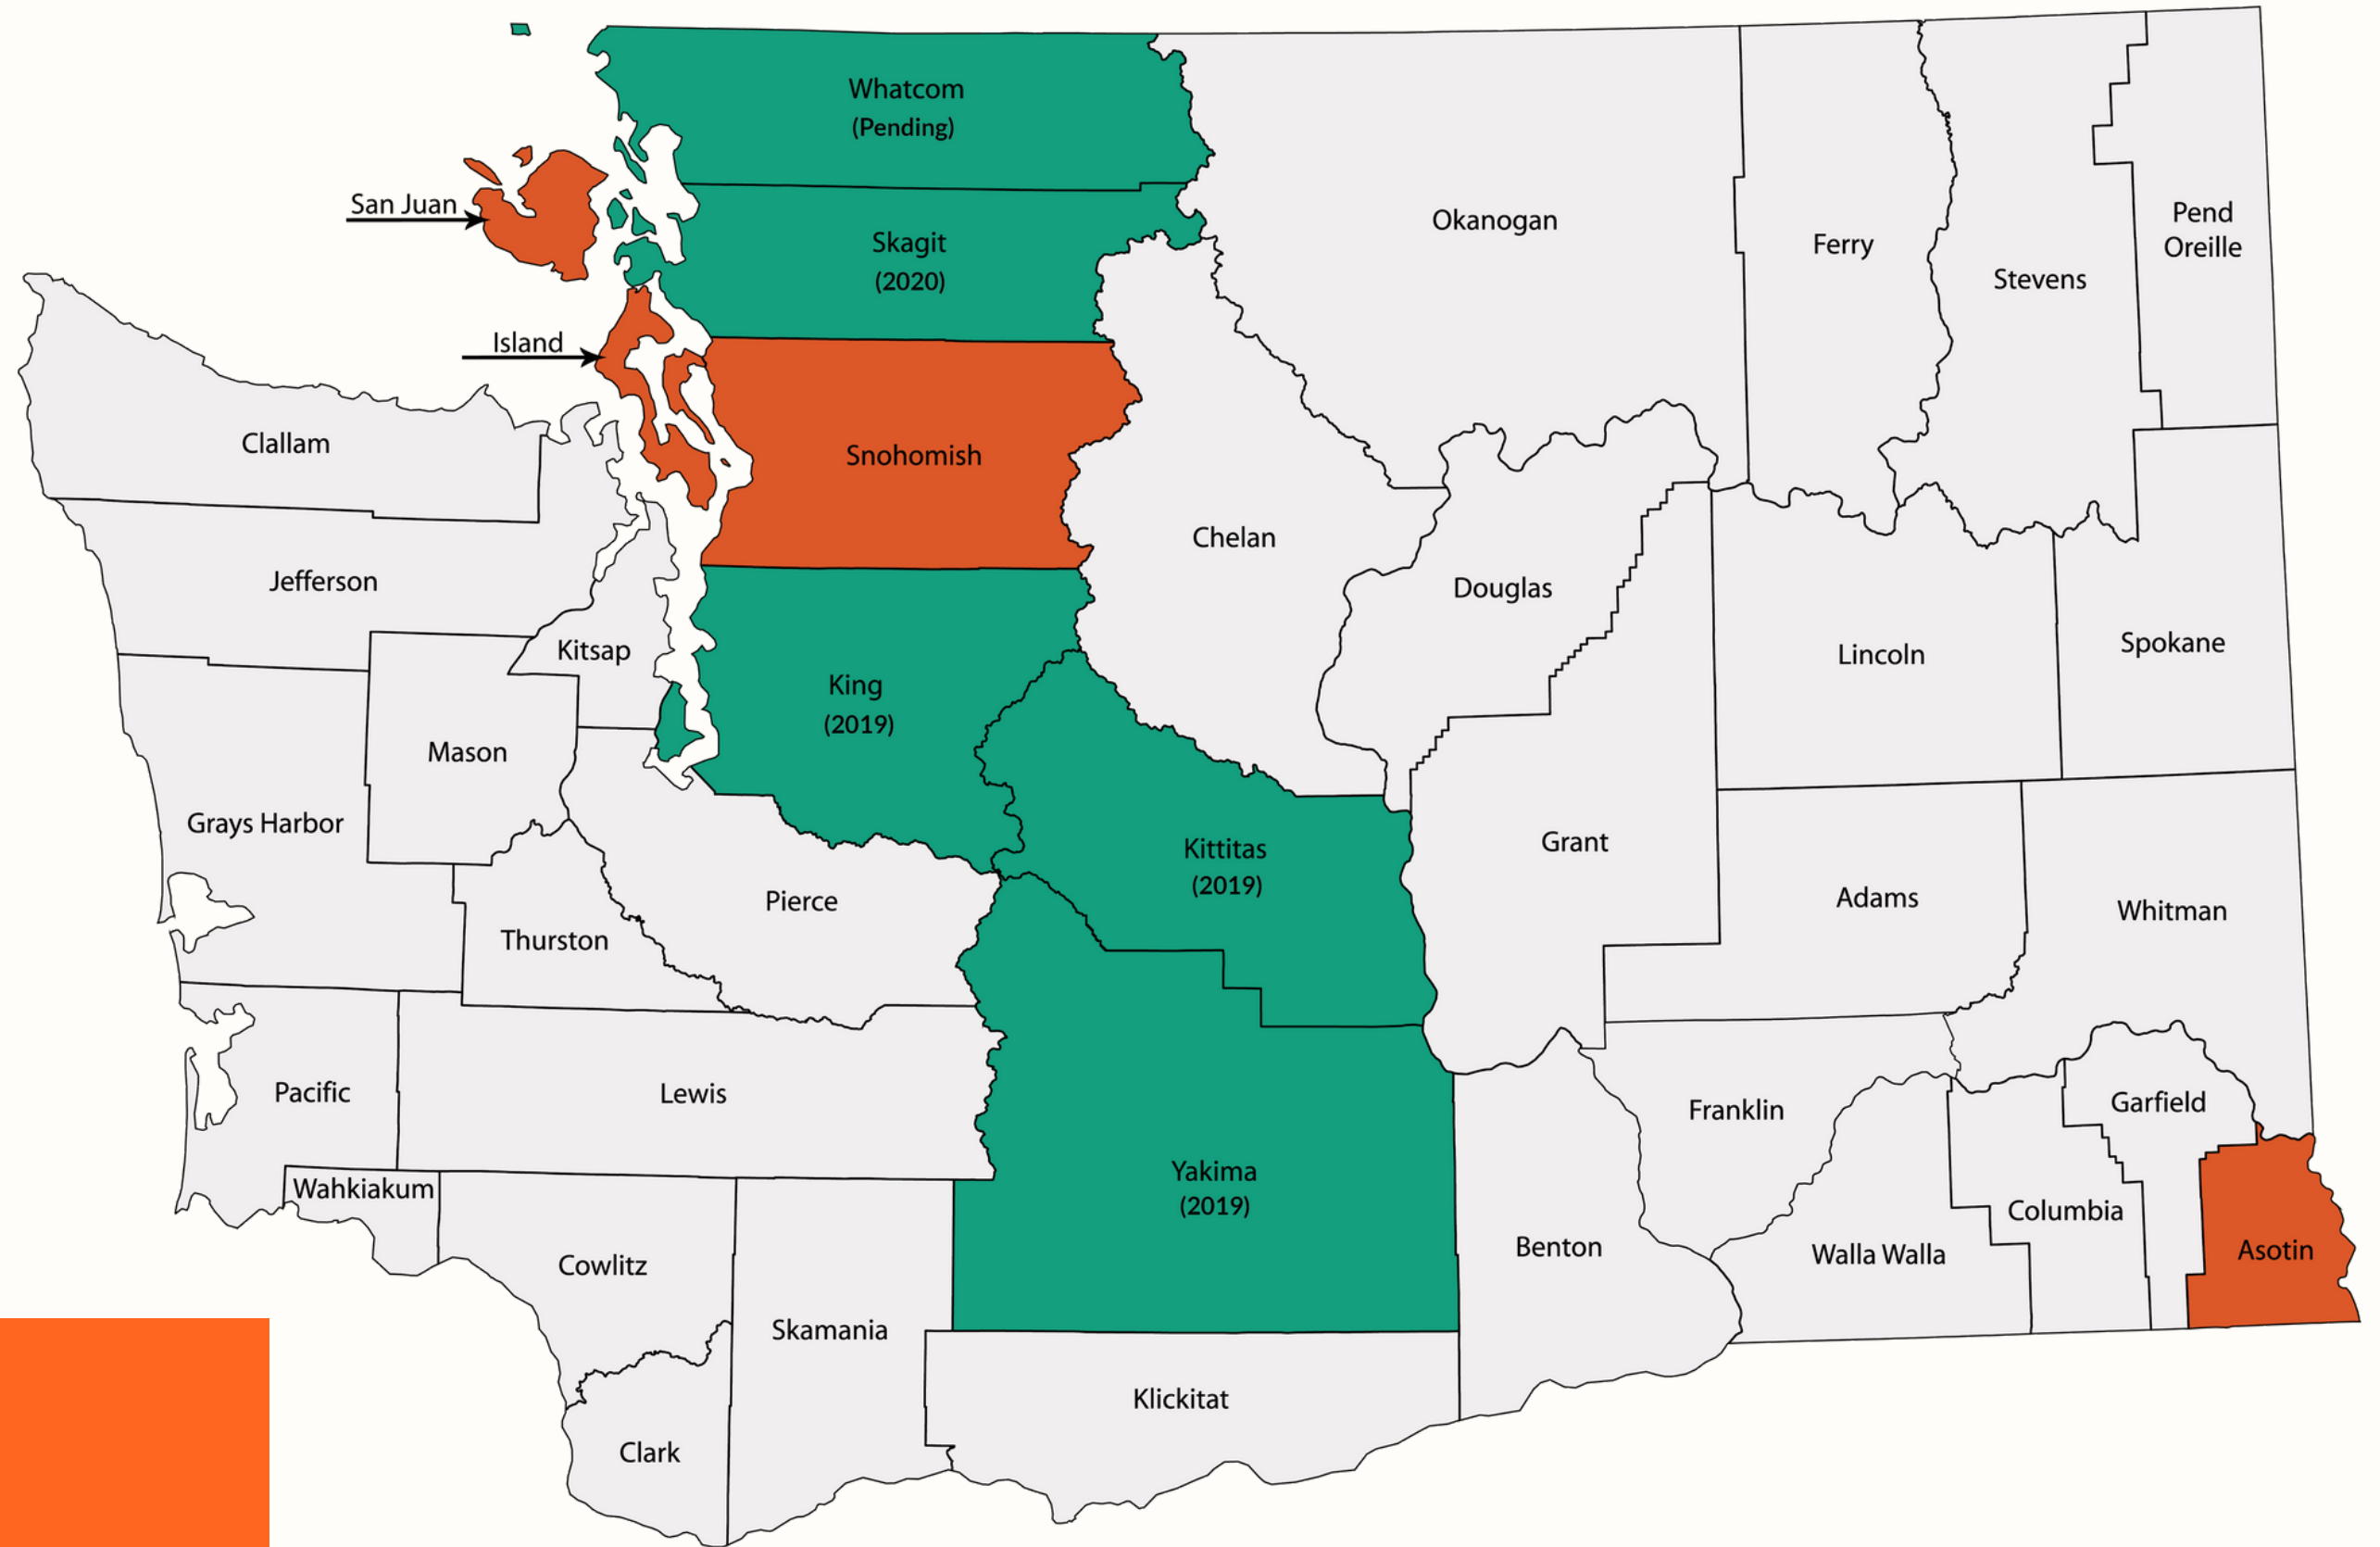 Whatcom
(Pending)
San Juan
Skagit
(2020)
Okanogan
Ferry
Stevens
Pend
Oreille
Island
Clallam
Snohomish
Chelan
Jefferson
Douglas
Kitsap
Lincoln
Spokane
King
(2019)
Mason
Grays Harbor
Kittitas
(2019)
Grant
Pierce
Adams
Whitman
Thurston
Pacific
Lewis
Franklin
Garfield
Yakima
(2019)
Wahkiakum
Columbia
Cowlitz
Benton
Walla Walla
Asotin
Skamania
Klickitat
Clark